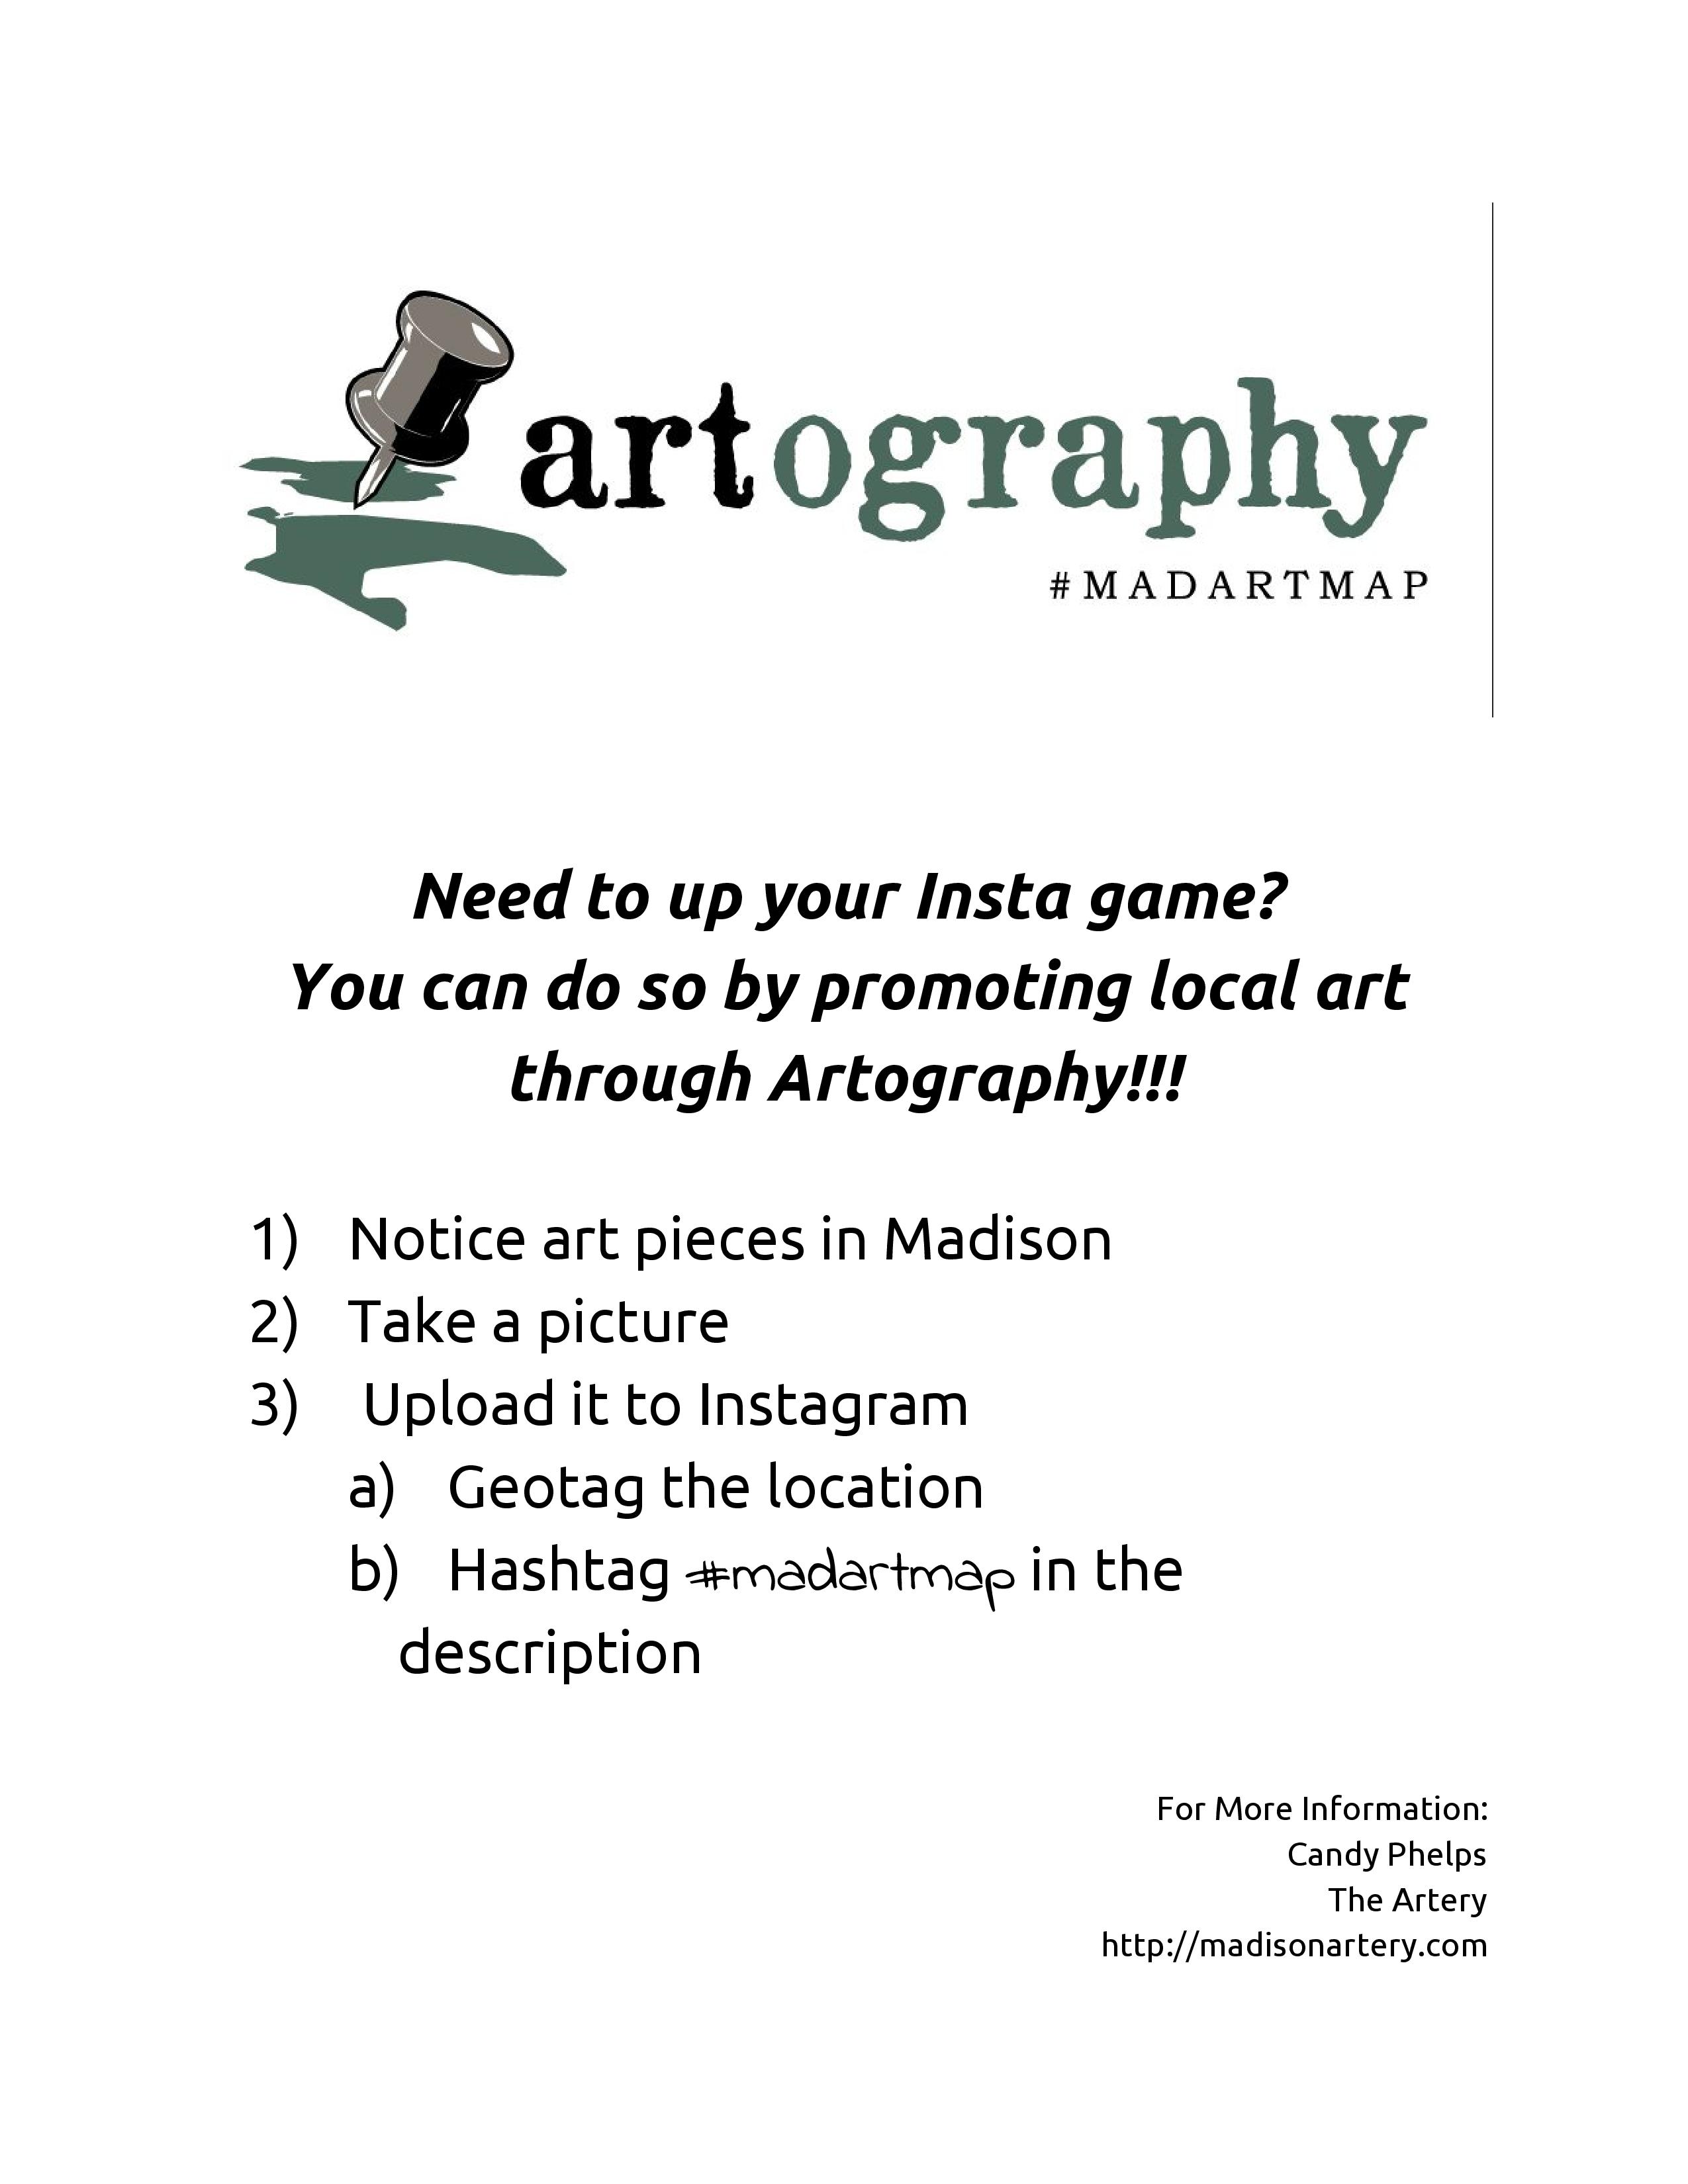 artography
#MADARTMAP
Need to up your Insta game?
You can do so by promoting local art
through Artography!!!
1) Notice art pieces in Madison
2) Take a picture
3) Upload it to Instagram
a) Geotag the location
b) Hashtag #madartmap in the
description
For More Information:
Candy Phelps
The Artery
http://madisonartery.com